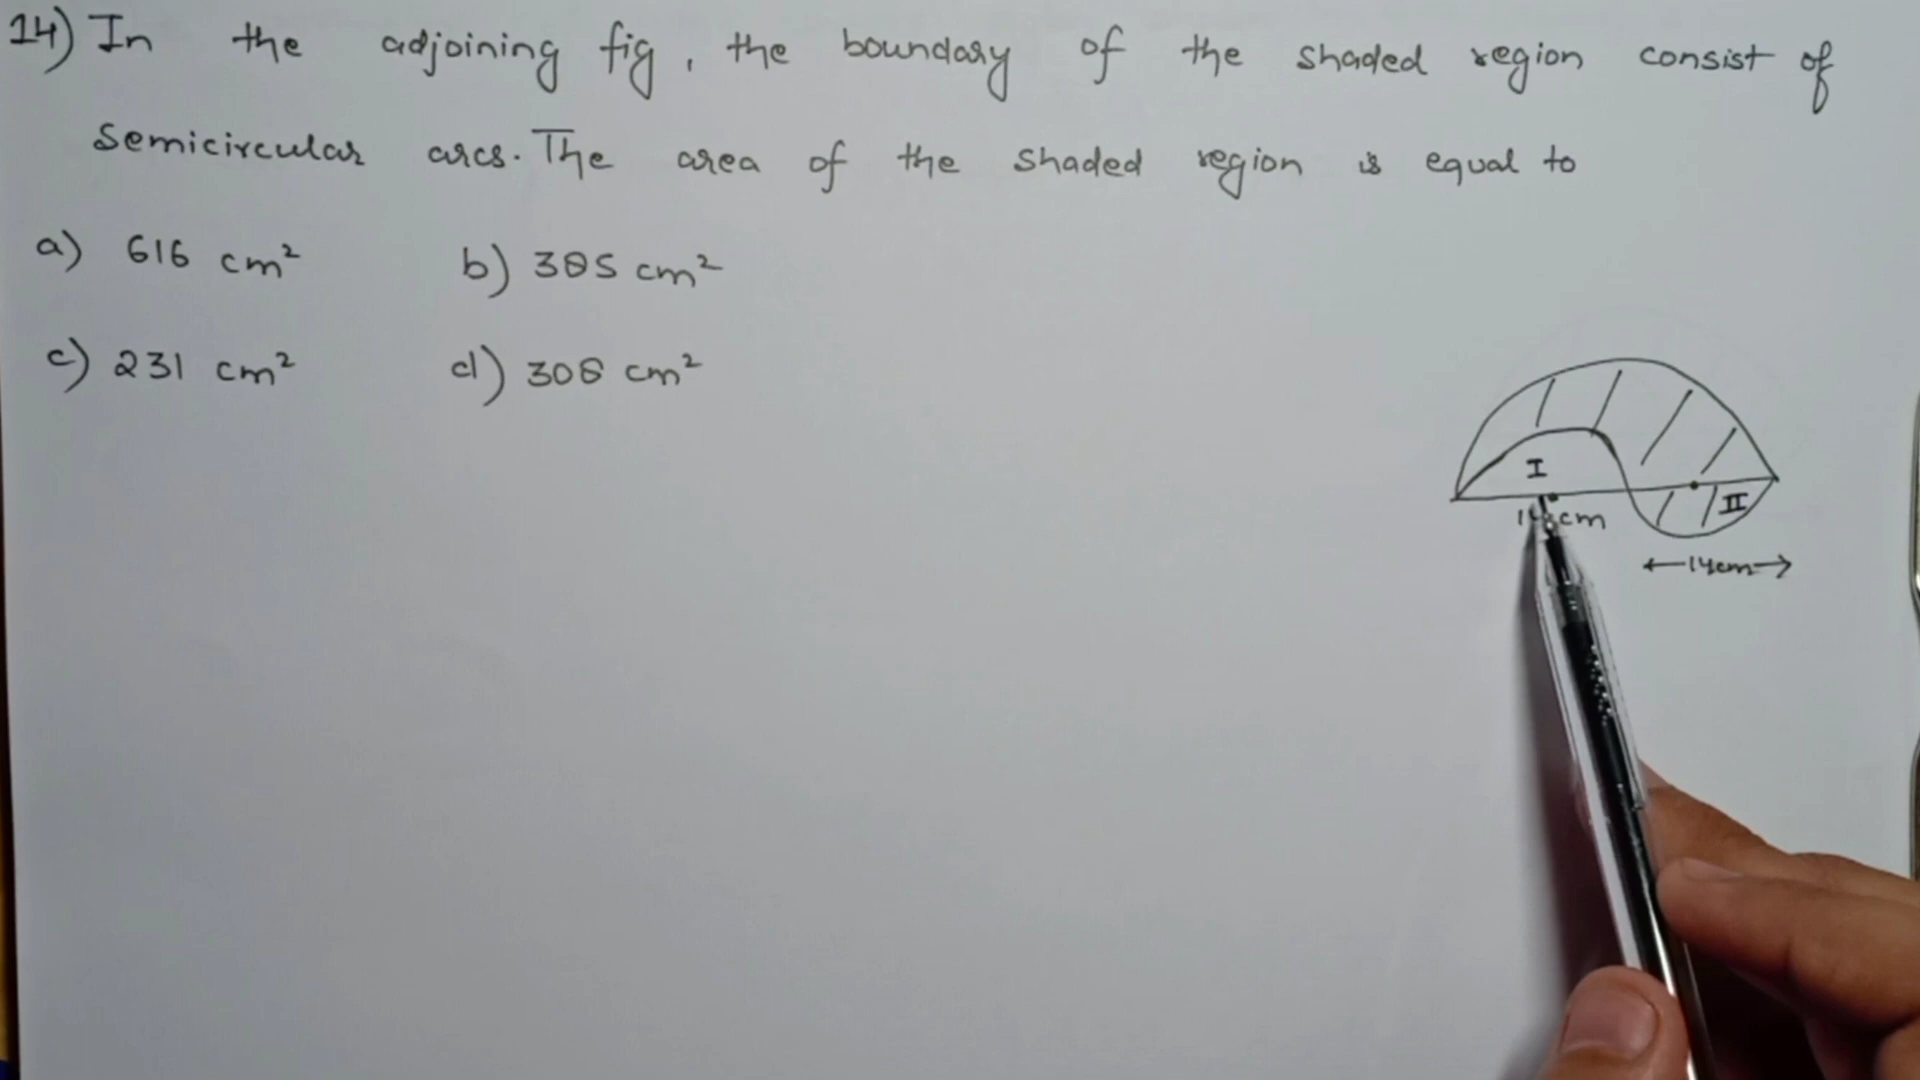 14) In the adjoining fig, the boundary of the shaded region consist of
semicircular arcs. The area of the shaded region is equal to
a) 616 cm² b) 385 cm²
c) 231 cm² d) 308 cm²
I
II
cm
14cm